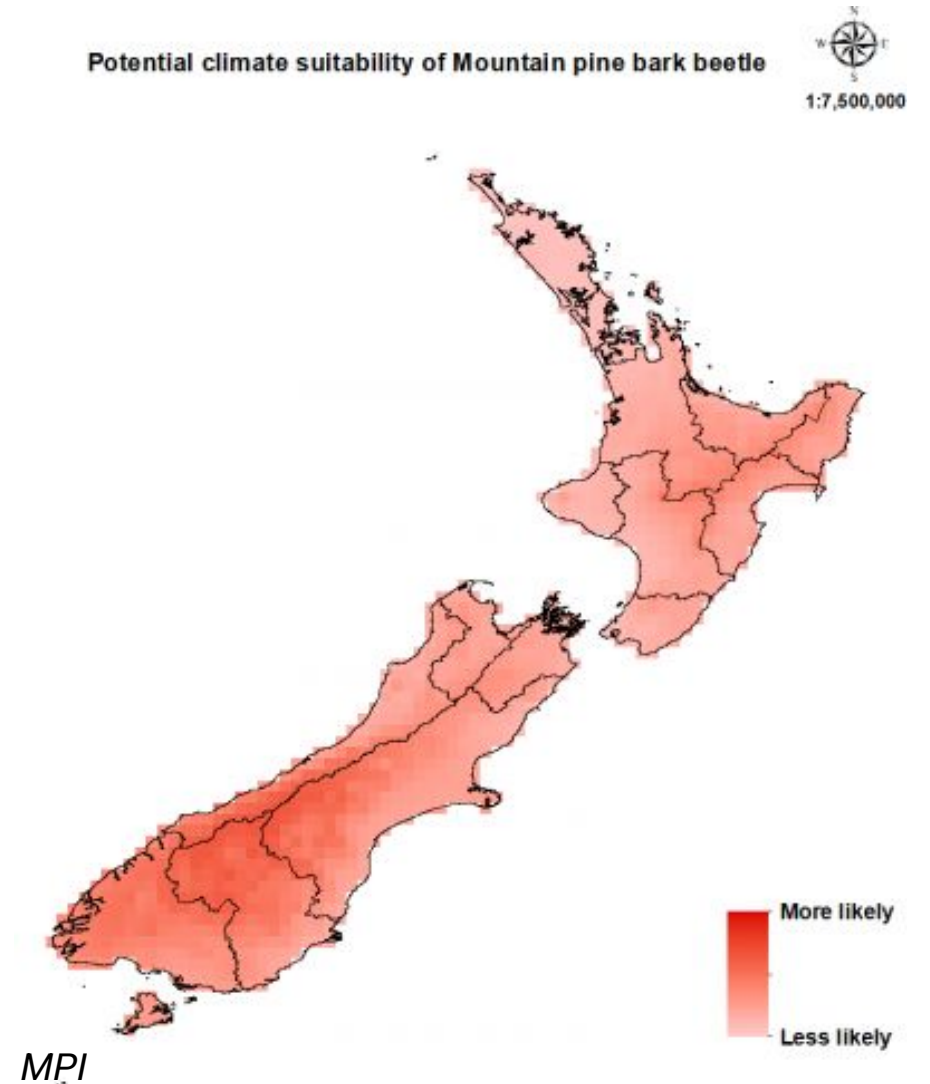 N
W E
S
Potential climate suitability of Mountain pine bark beetle
1:7,500,000
More likely
Less likely
MPI